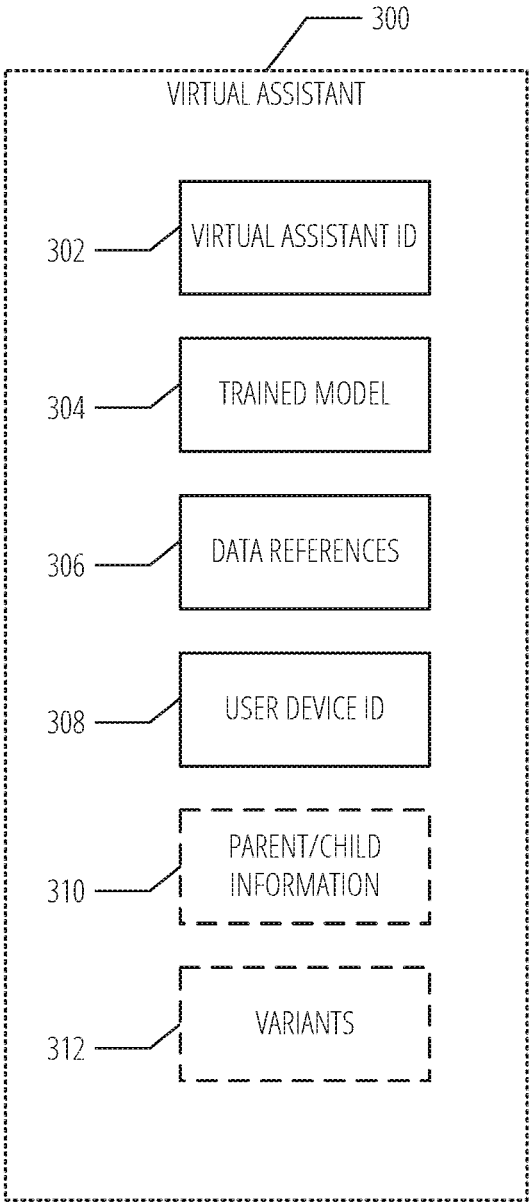 300
VIRTUAL ASSISTANT
302
VIRTUAL ASSISTANT ID
304
TRAINED MODEL
306
DATA REFERENCES
308
USER DEVICE ID
310
PARENT/CHILD
INFORMATION
312
VARIANTS